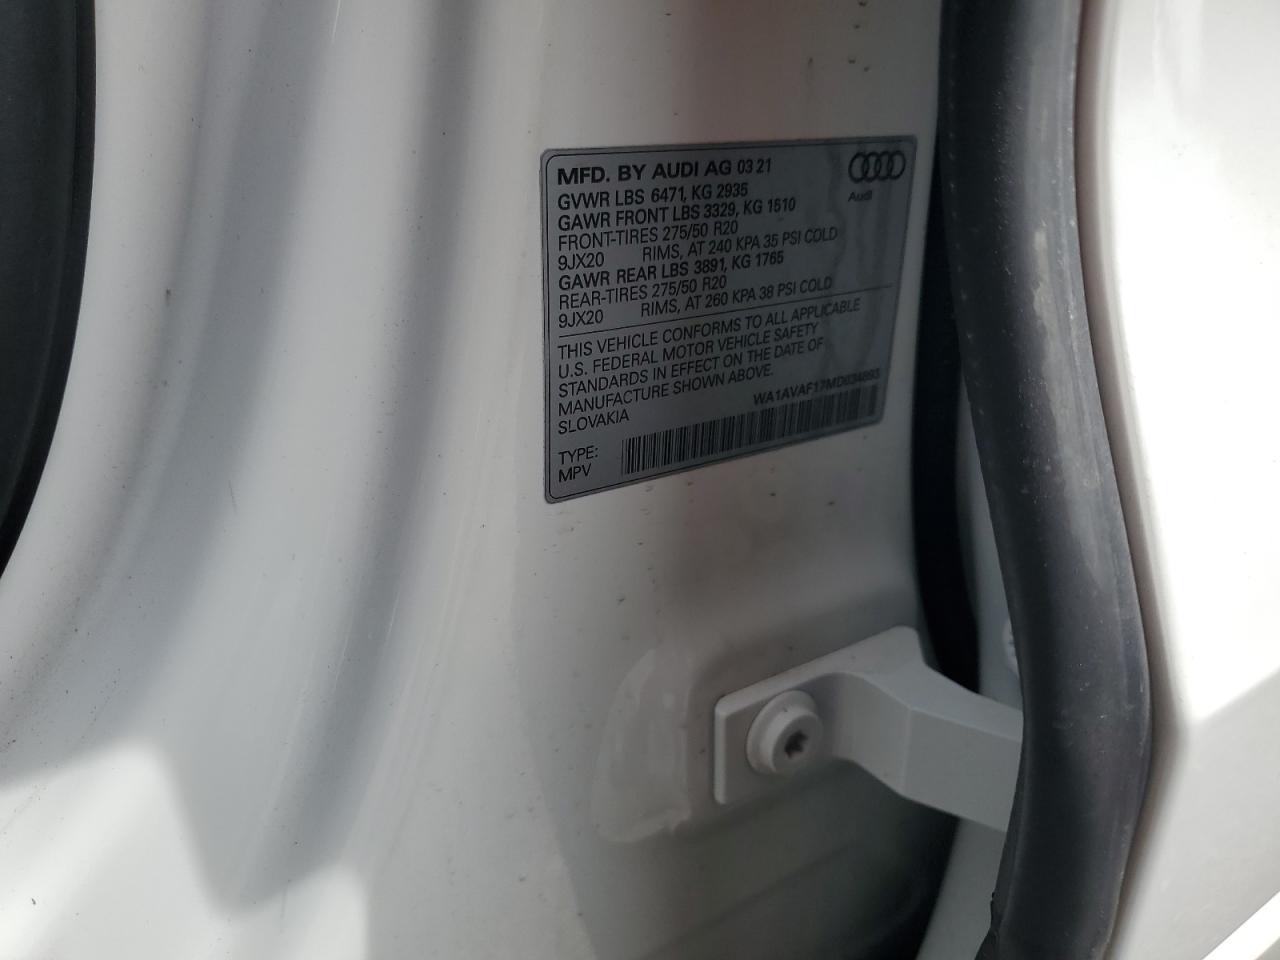 MFD. BY AUDI AG 03 21
GVWR LBS 6471, KG 2935
GAWR FRONT LBS 3329, KG 1510
FRONT-TIRES 275/50 R20
9JX20 RIMS, AT 240 KPA 35 PSI COLD
GAWR REAR LBS 3891, KG 1765
REAR-TIRES 275/50 R20
9JX20 RIMS, AT 260 KPA 38 PSI COLD
Audi
THIS VEHICLE CONFORMS TO ALL APPLICABLE
U.S. FEDERAL MOTOR VEHICLE SAFETY
STANDARDS IN EFFECT ON THE DATE OF
MANUFACTURE SHOWN ABOVE.
SLOVAKIA
TYPE:
MPV